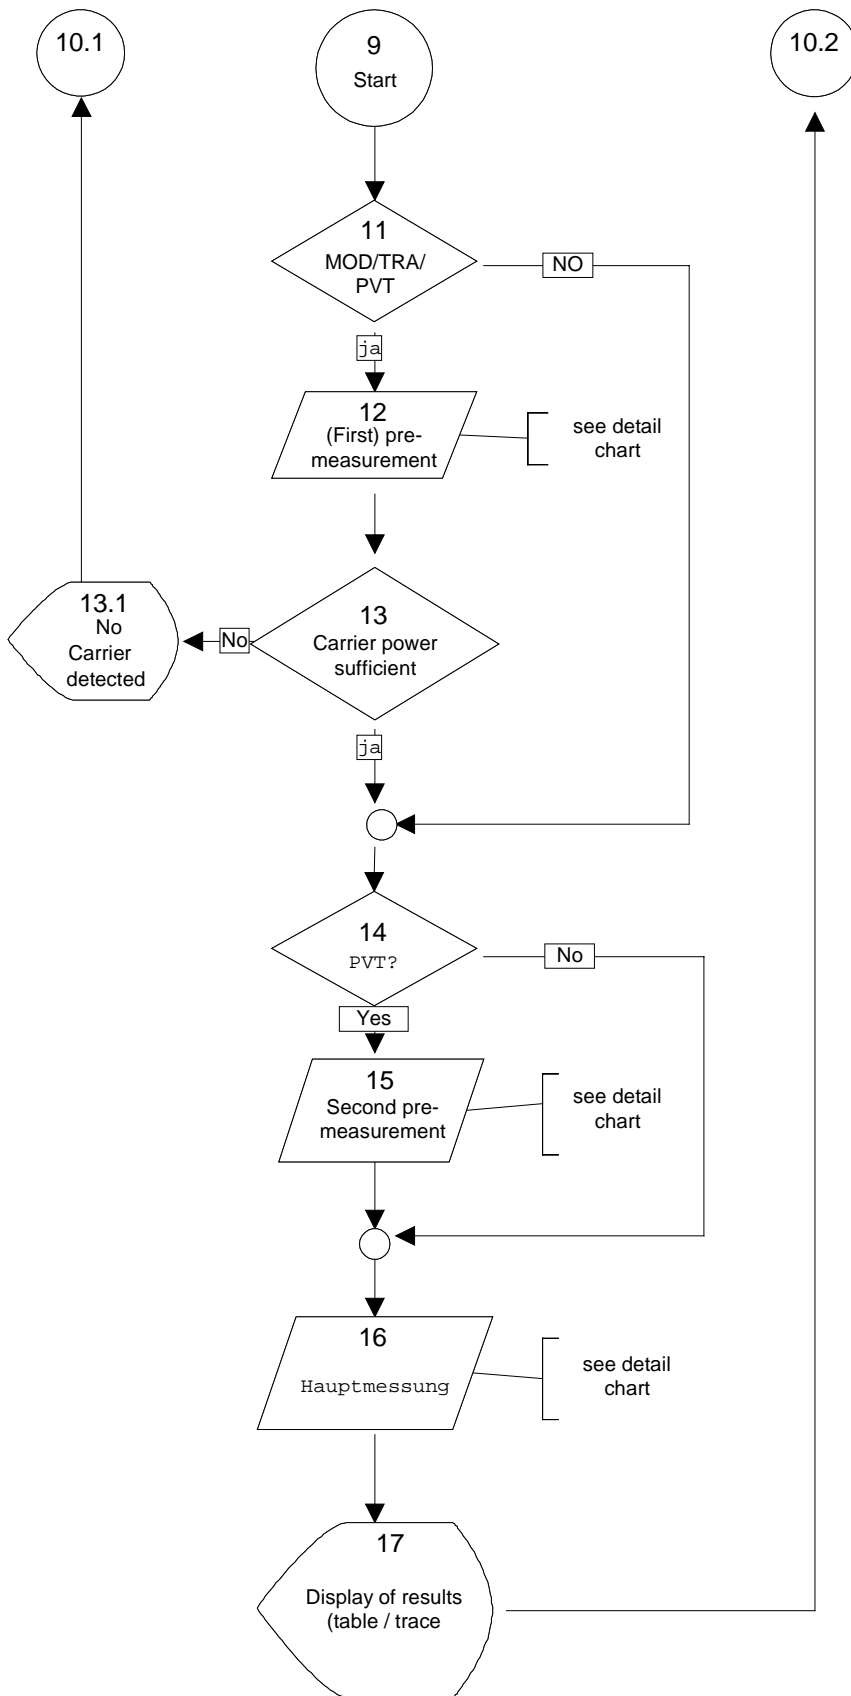 10.1
9
Start
10.2
11
MOD/TRA/
PVT
NO
ja
12
(First) pre-
measurement
see detail
chart
13.1
No
Carrier
detected
No
13
Carrier power
sufficient
ja
14
PVT?
No
Yes
15
Second pre-
measurement
see detail
chart
16
Hauptmessung
see detail
chart
17
Display of results
(table / trace